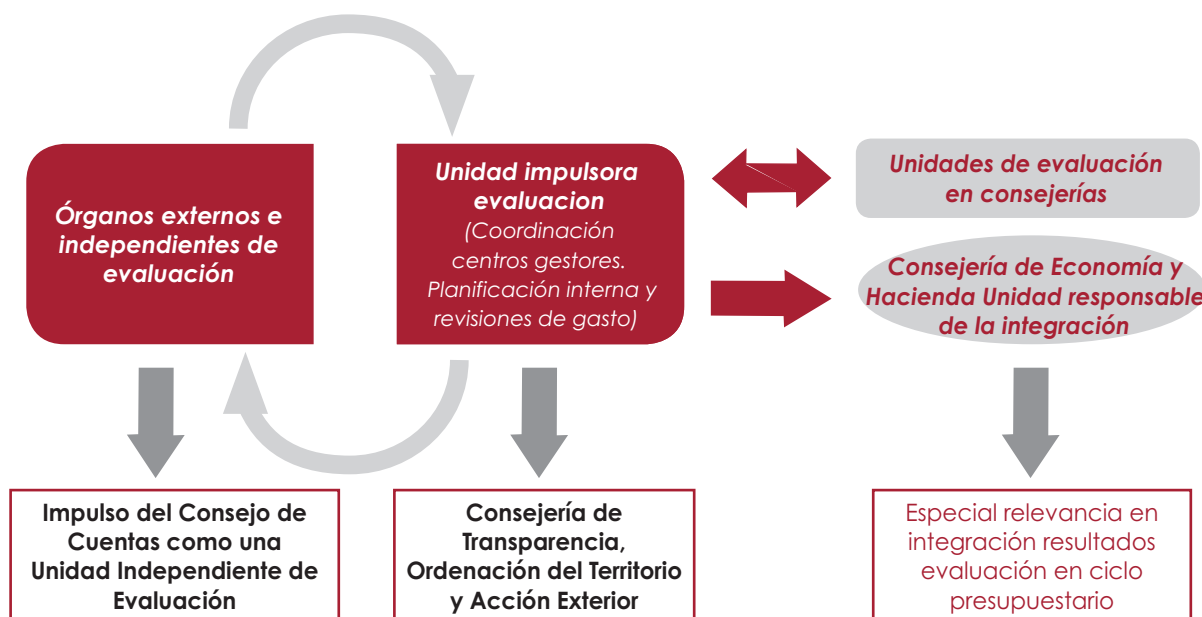 Órganos externos e
independientes de
evaluación
Unidad impulsora
evaluacion
(Coordinación
centros gestores.
Planificación interna y
revisiones de gasto)
Unidades de evaluación
en consejerías
Consejería de Economía y
Hacienda Unidad responsable
de la integración
Impulso del Consejo de
Cuentas como una
Unidad Independiente de
Evaluación
Consejería de
Transparencia,
Ordenación del Territorio
y Acción Exterior
Especial relevancia en
integración resultados
evaluación en ciclo
presupuestario